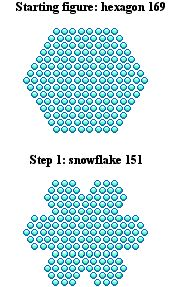 Starting figure: hexagon 169
Step 1: snowflake 151